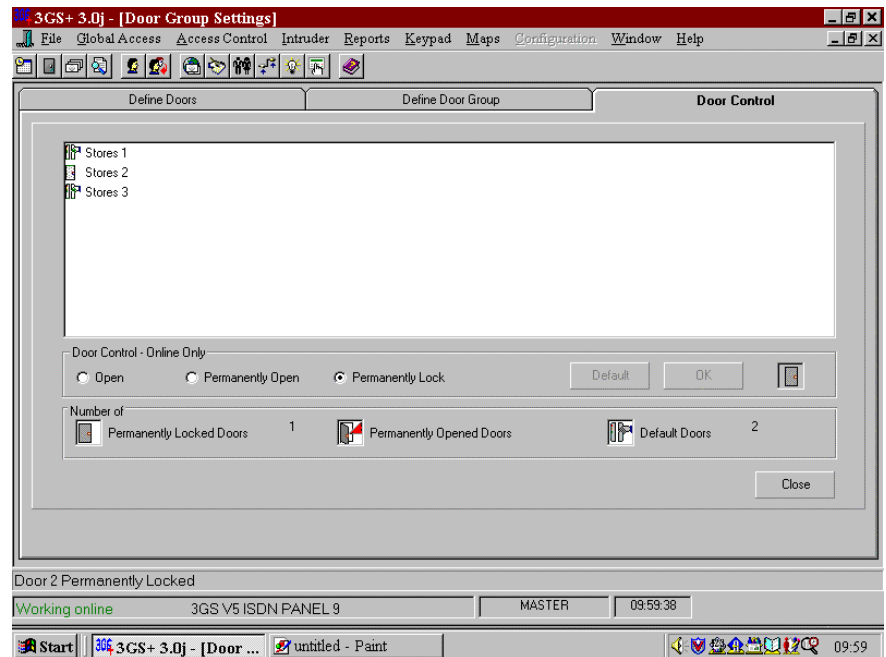 3GS+ 3.0j - [Door Group Settings]
File Global Access Access Control Intruder Reports Keypad Maps Configuration Window Help
Define Doors Define Door Group Door Control
Stores 1
Stores 2
Stores 3
Door Control - Online Only
Open Permanently Open Permanently Lock Default OK
Number of
Permanently Locked Doors 1 Permanently Opened Doors Default Doors 2
Close
Door 2 Permanently Locked
Working online 3GS V5 ISDN PANEL 9 MASTER 09:59:38
Start 3GS+ 3.0j - [Door ... untitled - Paint 09:59